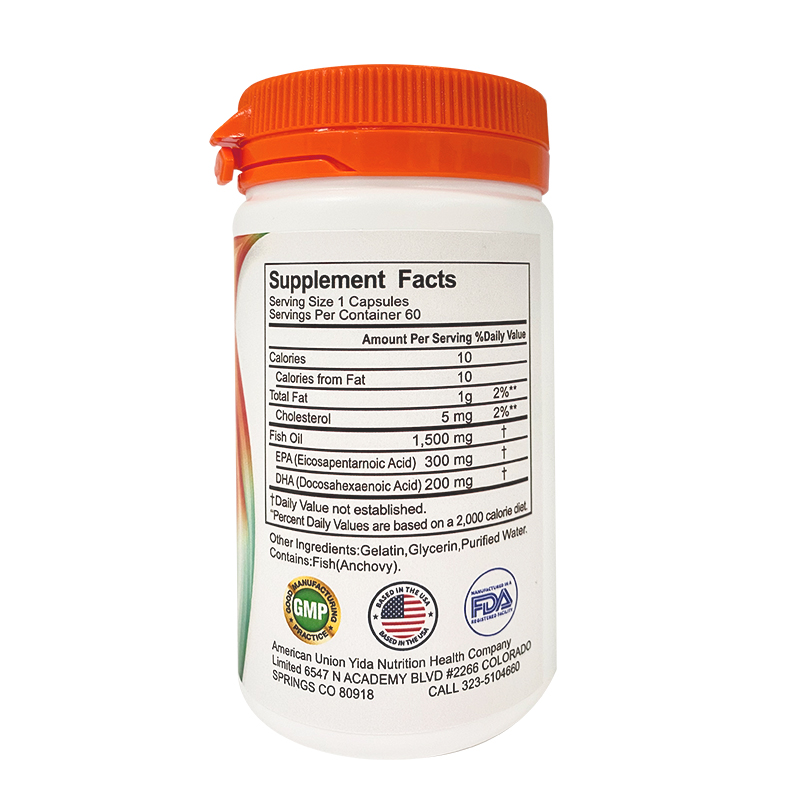 Supplement Facts
Serving Size 1 Capsules
Servings Per Container 60
Amount Per Serving %Daily Value
Calories 10
Calories from Fat 10
Total Fat 1g 2%**
Cholesterol 5 mg 2%**
Fish Oil 1,500 mg †
EPA (Eicosapentarnoic Acid) 300 mg †
DHA (Docosahexaenoic Acid) 200 mg †
†Daily Value not established.
*Percent Daily Values are based on a 2,000 calorie diet.
Other Ingredients:Gelatin,Glycerin,Purified Water.
Contains:Fish(Anchovy).
GOOD MANUFACTURING
GMP
PRACTICE
BASED IN THE USA
BASED IN THE USA
MANUFACTURED IN A
FDA
REGISTERED FACILITY
American Union Yida Nutrition Health Company
Limited 6547 N ACADEMY BLVD #2266 COLORADO
SPRINGS CO 80918 CALL 323-5104660